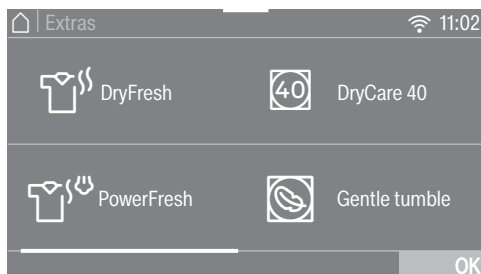 Extras 11:02
DryFresh
40 DryCare 40
PowerFresh
Gentle tumble
OK